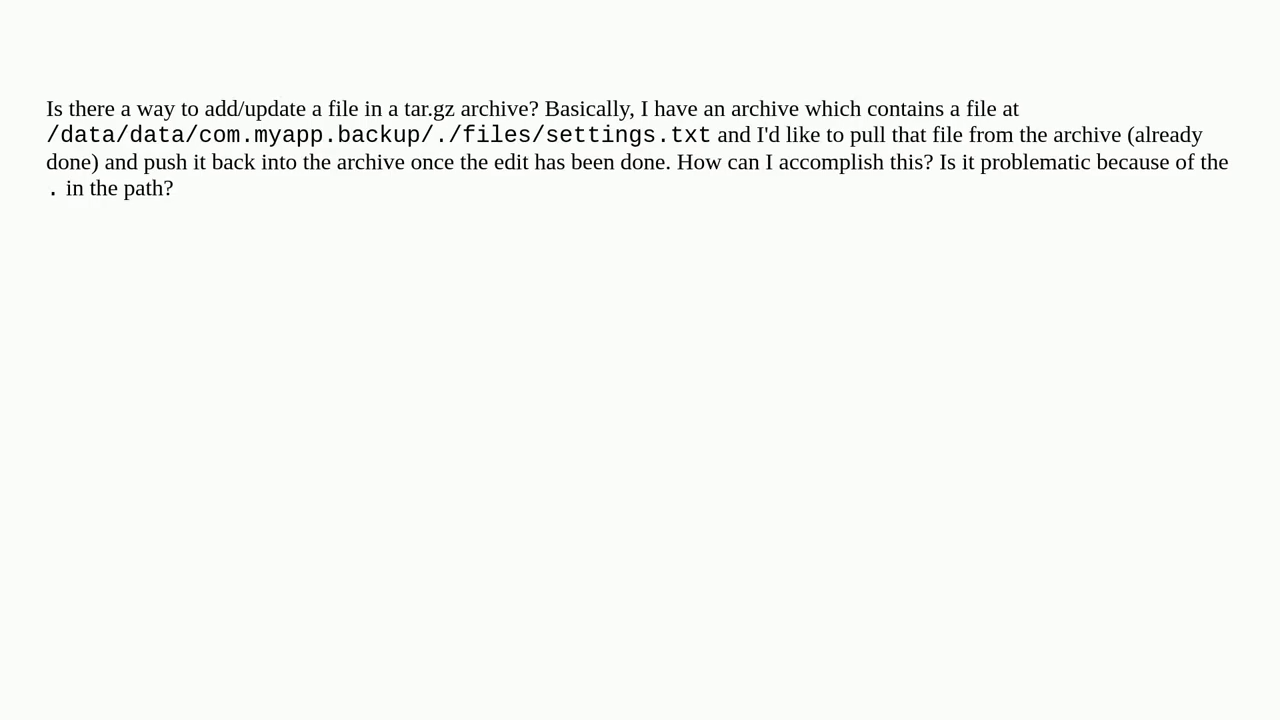 Is there a way to add/update a file in a tar.gz archive? Basically, I have an archive which contains a file at
/data/data/com.myapp.backup/./files/settings.txt and I'd like to pull that file from the archive (already
done) and push it back into the archive once the edit has been done. How can I accomplish this? Is it problematic because of the
. in the path?